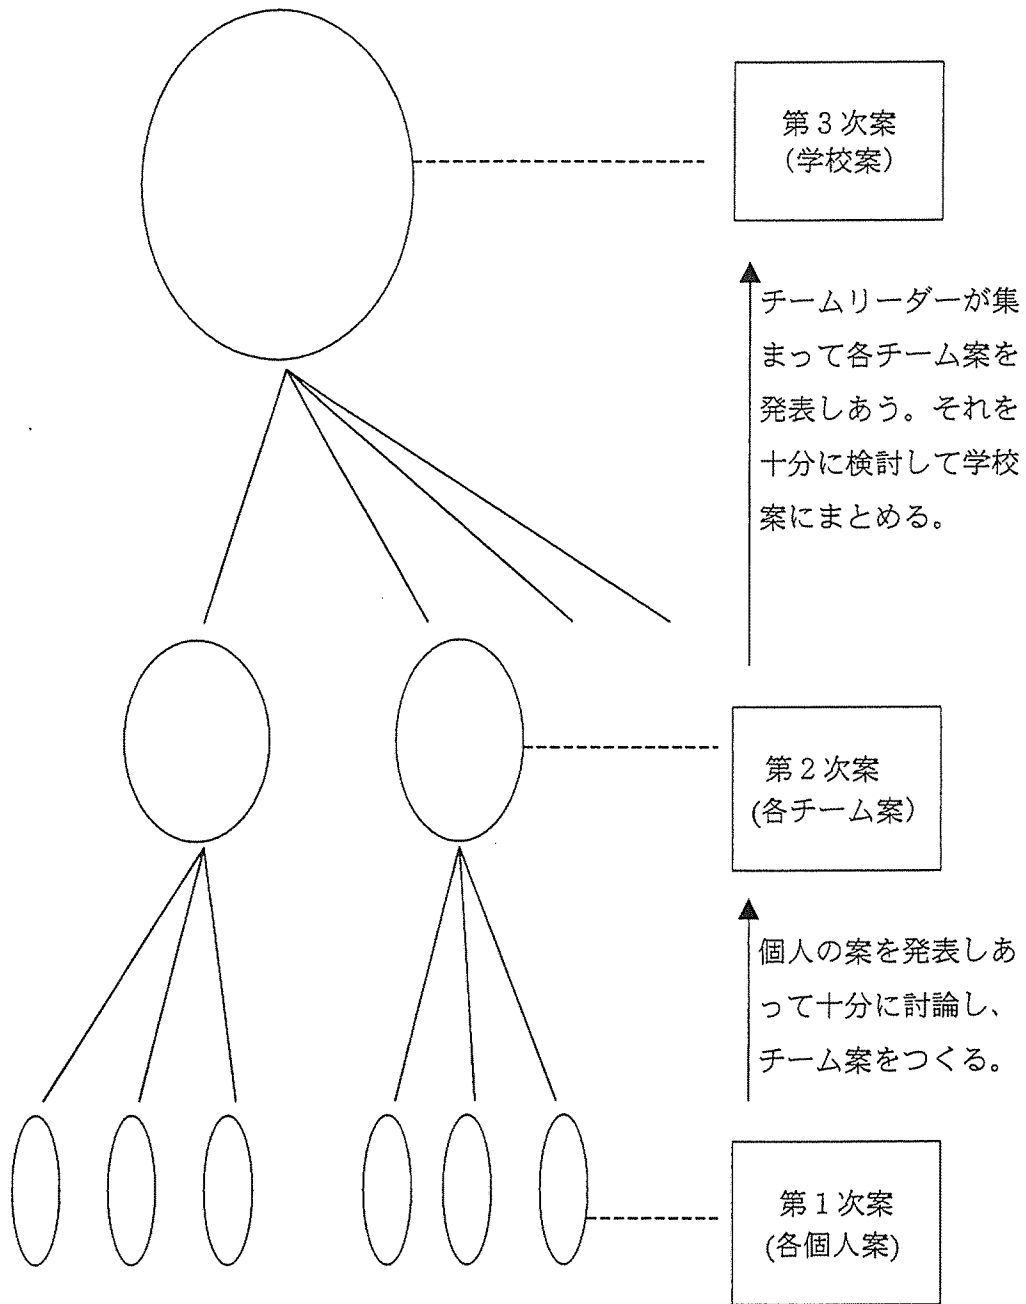 第３次案
（学校案）
チームリーダーが集
まって各チーム案を
発表しあう。それを
十分に検討して学校
案にまとめる。
第２次案
(各チーム案）
個人の案を発表しあ
って十分に討論し、
チーム案をつくる。
第１次案
(各個人案)